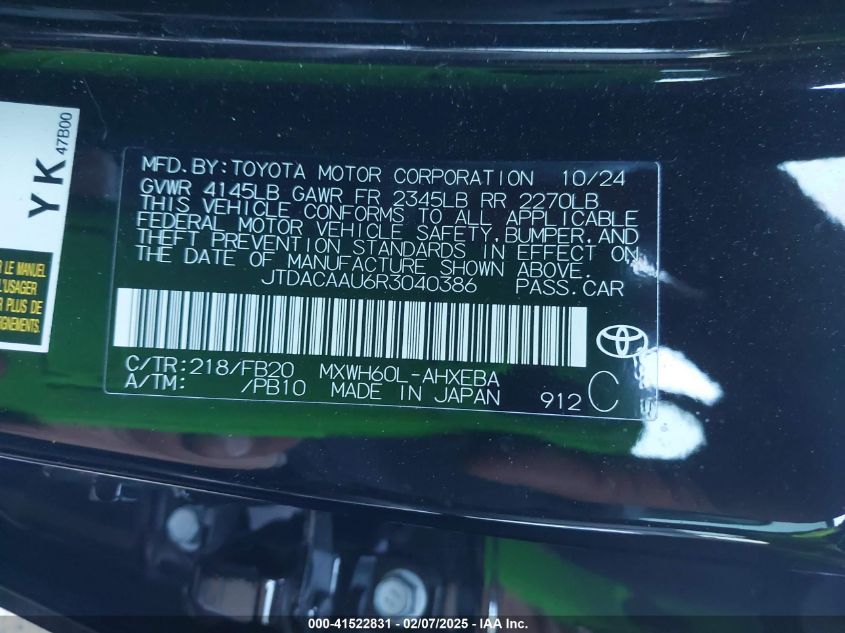 YK
47B00
R LE MANUEL
L'USAGER
R PLUS DE
IGNEMENTS.
MFD.BY:TOYOTA MOTOR CORPORATION 10/24
GVWR 4145LB GAWR FR 2345LB RR 2270LB
THIS VEHICLE CONFORMS TO ALL APPLICABLE
FEDERAL MOTOR VEHICLE SAFETY,BUMPER,AND
THEFT PREVENTION STANDARDS IN EFFECT ON
THE DATE OF MANUFACTURE SHOWN ABOVE.
JTDACAAU6R3040386 PASS.CAR
C/TR:218/FB20 MXWH60L-AHXEBA
A/TM: /PB10 MADE IN JAPAN 912 C
000-41522831 - 02/07/2025 - IAA Inc.